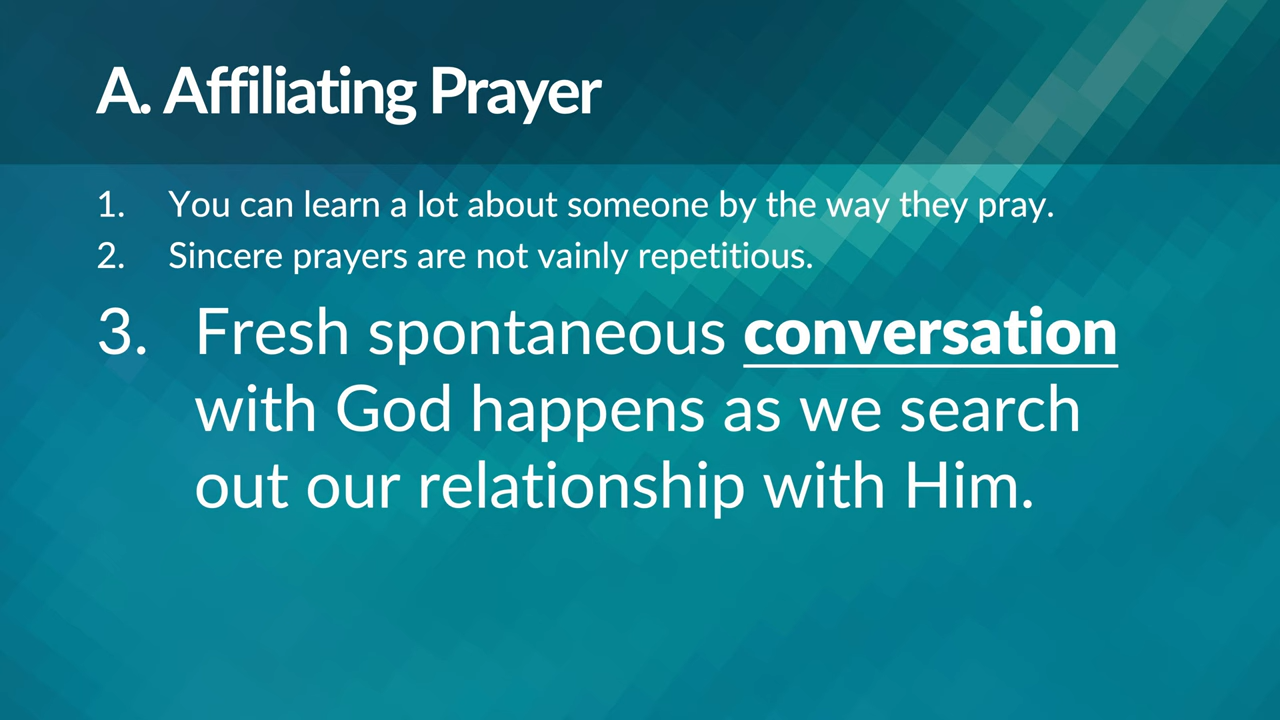 A. Affiliating Prayer
1. You can learn a lot about someone by the way they pray.
2. Sincere prayers are not vainly repetitious.
3. Fresh spontaneous conversation
with God happens as we search
out our relationship with Him.